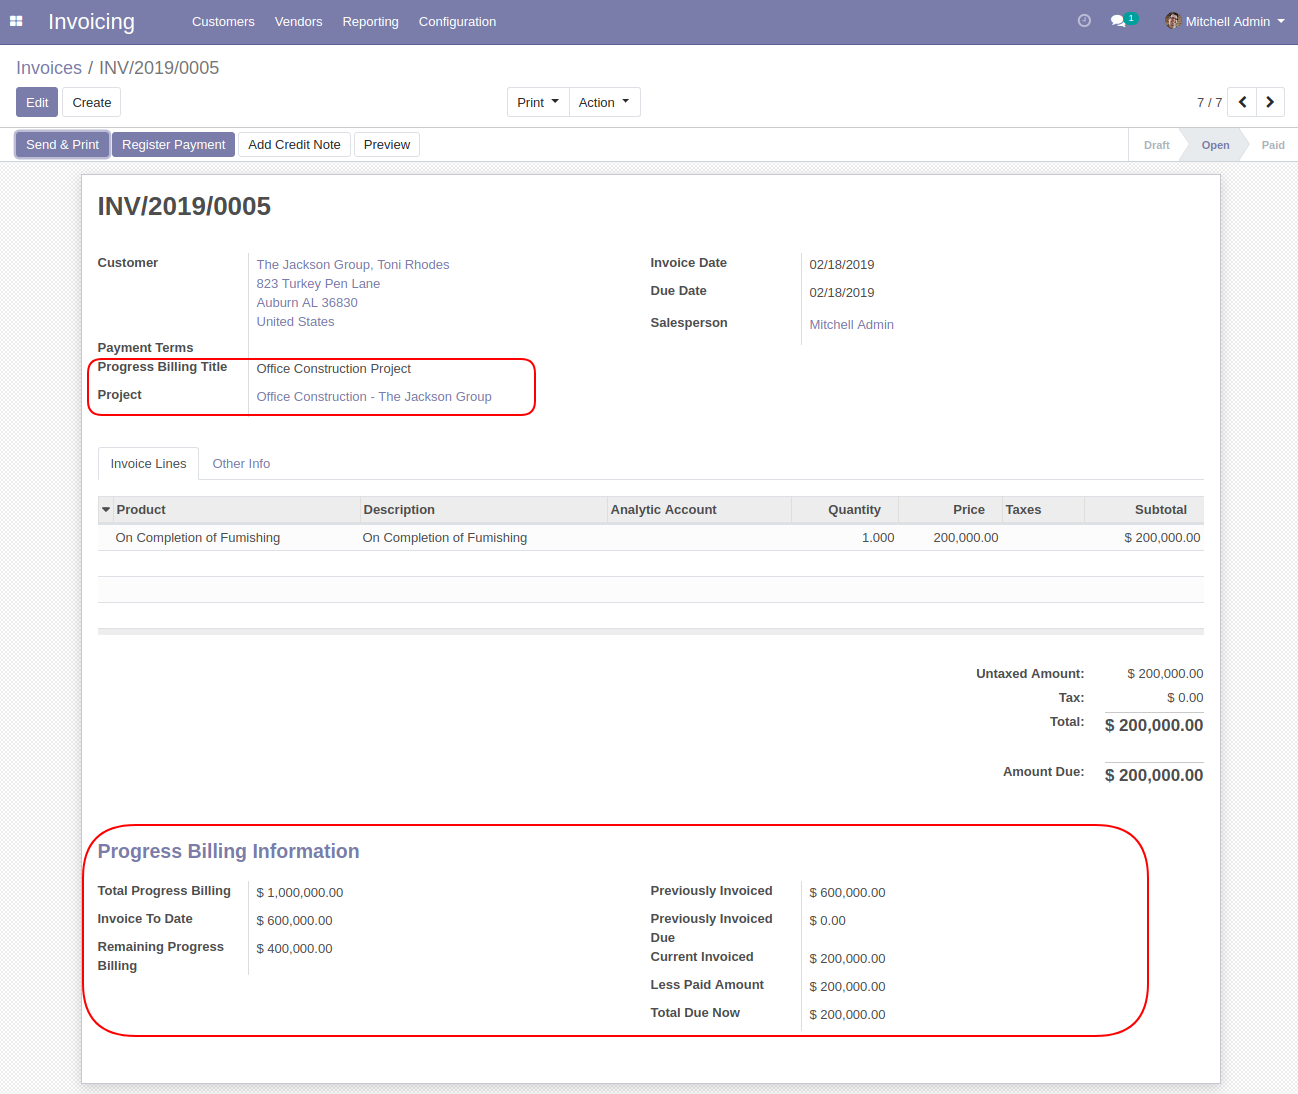 Invoicing Customers Vendors Reporting Configuration 1 Mitchell Admin
Invoices / INV/2019/0005
Edit Create Print Action 7 / 7
Send & Print Register Payment Add Credit Note Preview Draft Open Paid
INV/2019/0005
Customer The Jackson Group, Toni Rhodes Invoice Date 02/18/2019
823 Turkey Pen Lane Due Date 02/18/2019
Auburn AL 36830
United States Salesperson Mitchell Admin
Payment Terms
Progress Billing Title Office Construction Project
Project Office Construction - The Jackson Group
Invoice Lines Other Info
Product Description Analytic Account Quantity Price Taxes Subtotal
On Completion of Fumishing On Completion of Fumishing 1.000 200,000.00 $ 200,000.00
Untaxed Amount: $ 200,000.00
Tax: $ 0.00
Total: $ 200,000.00
Amount Due: $ 200,000.00
Progress Billing Information
Total Progress Billing $ 1,000,000.00 Previously Invoiced $ 600,000.00
Invoice To Date $ 600,000.00 Previously Invoiced $ 0.00
Due
Remaining Progress $ 400,000.00 Current Invoiced $ 200,000.00
Billing
Less Paid Amount $ 200,000.00
Total Due Now $ 200,000.00